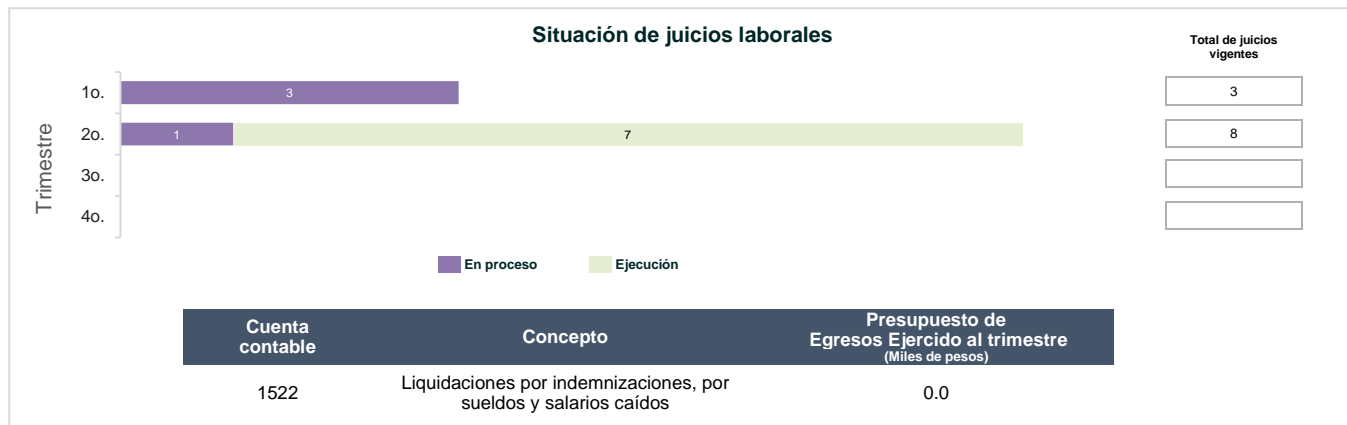 Situación de juicios laborales
Total de juicios
vigentes
Trimestre
1o.
3
3
2o.
1
7
8
3o.
4o.
En proceso
Ejecución
Cuenta
contable
Concepto
Presupuesto de
Egresos Ejercido al trimestre
(Miles de pesos)
1522
Liquidaciones por indemnizaciones, por
sueldos y salarios caídos
0.0